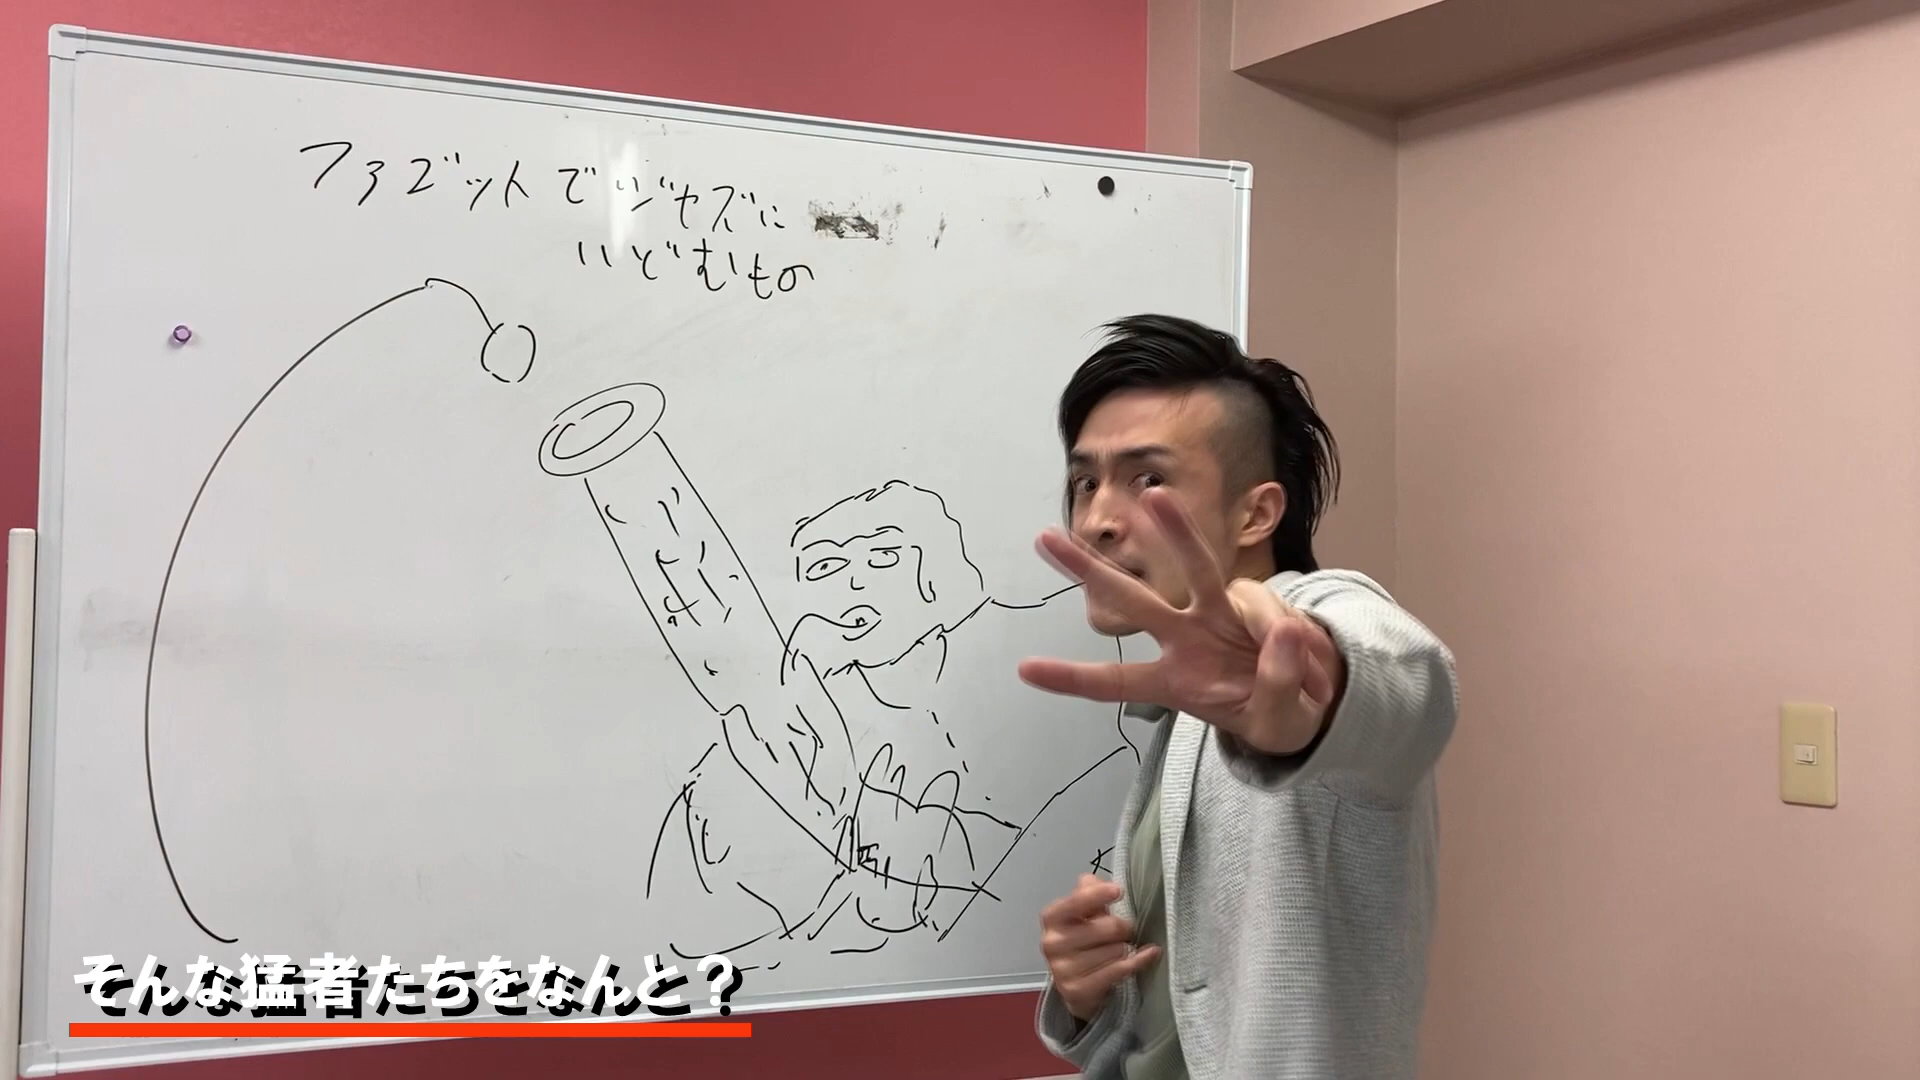 ファゴットでジャズに
いどむもの
そんな猛者たちをなんと？